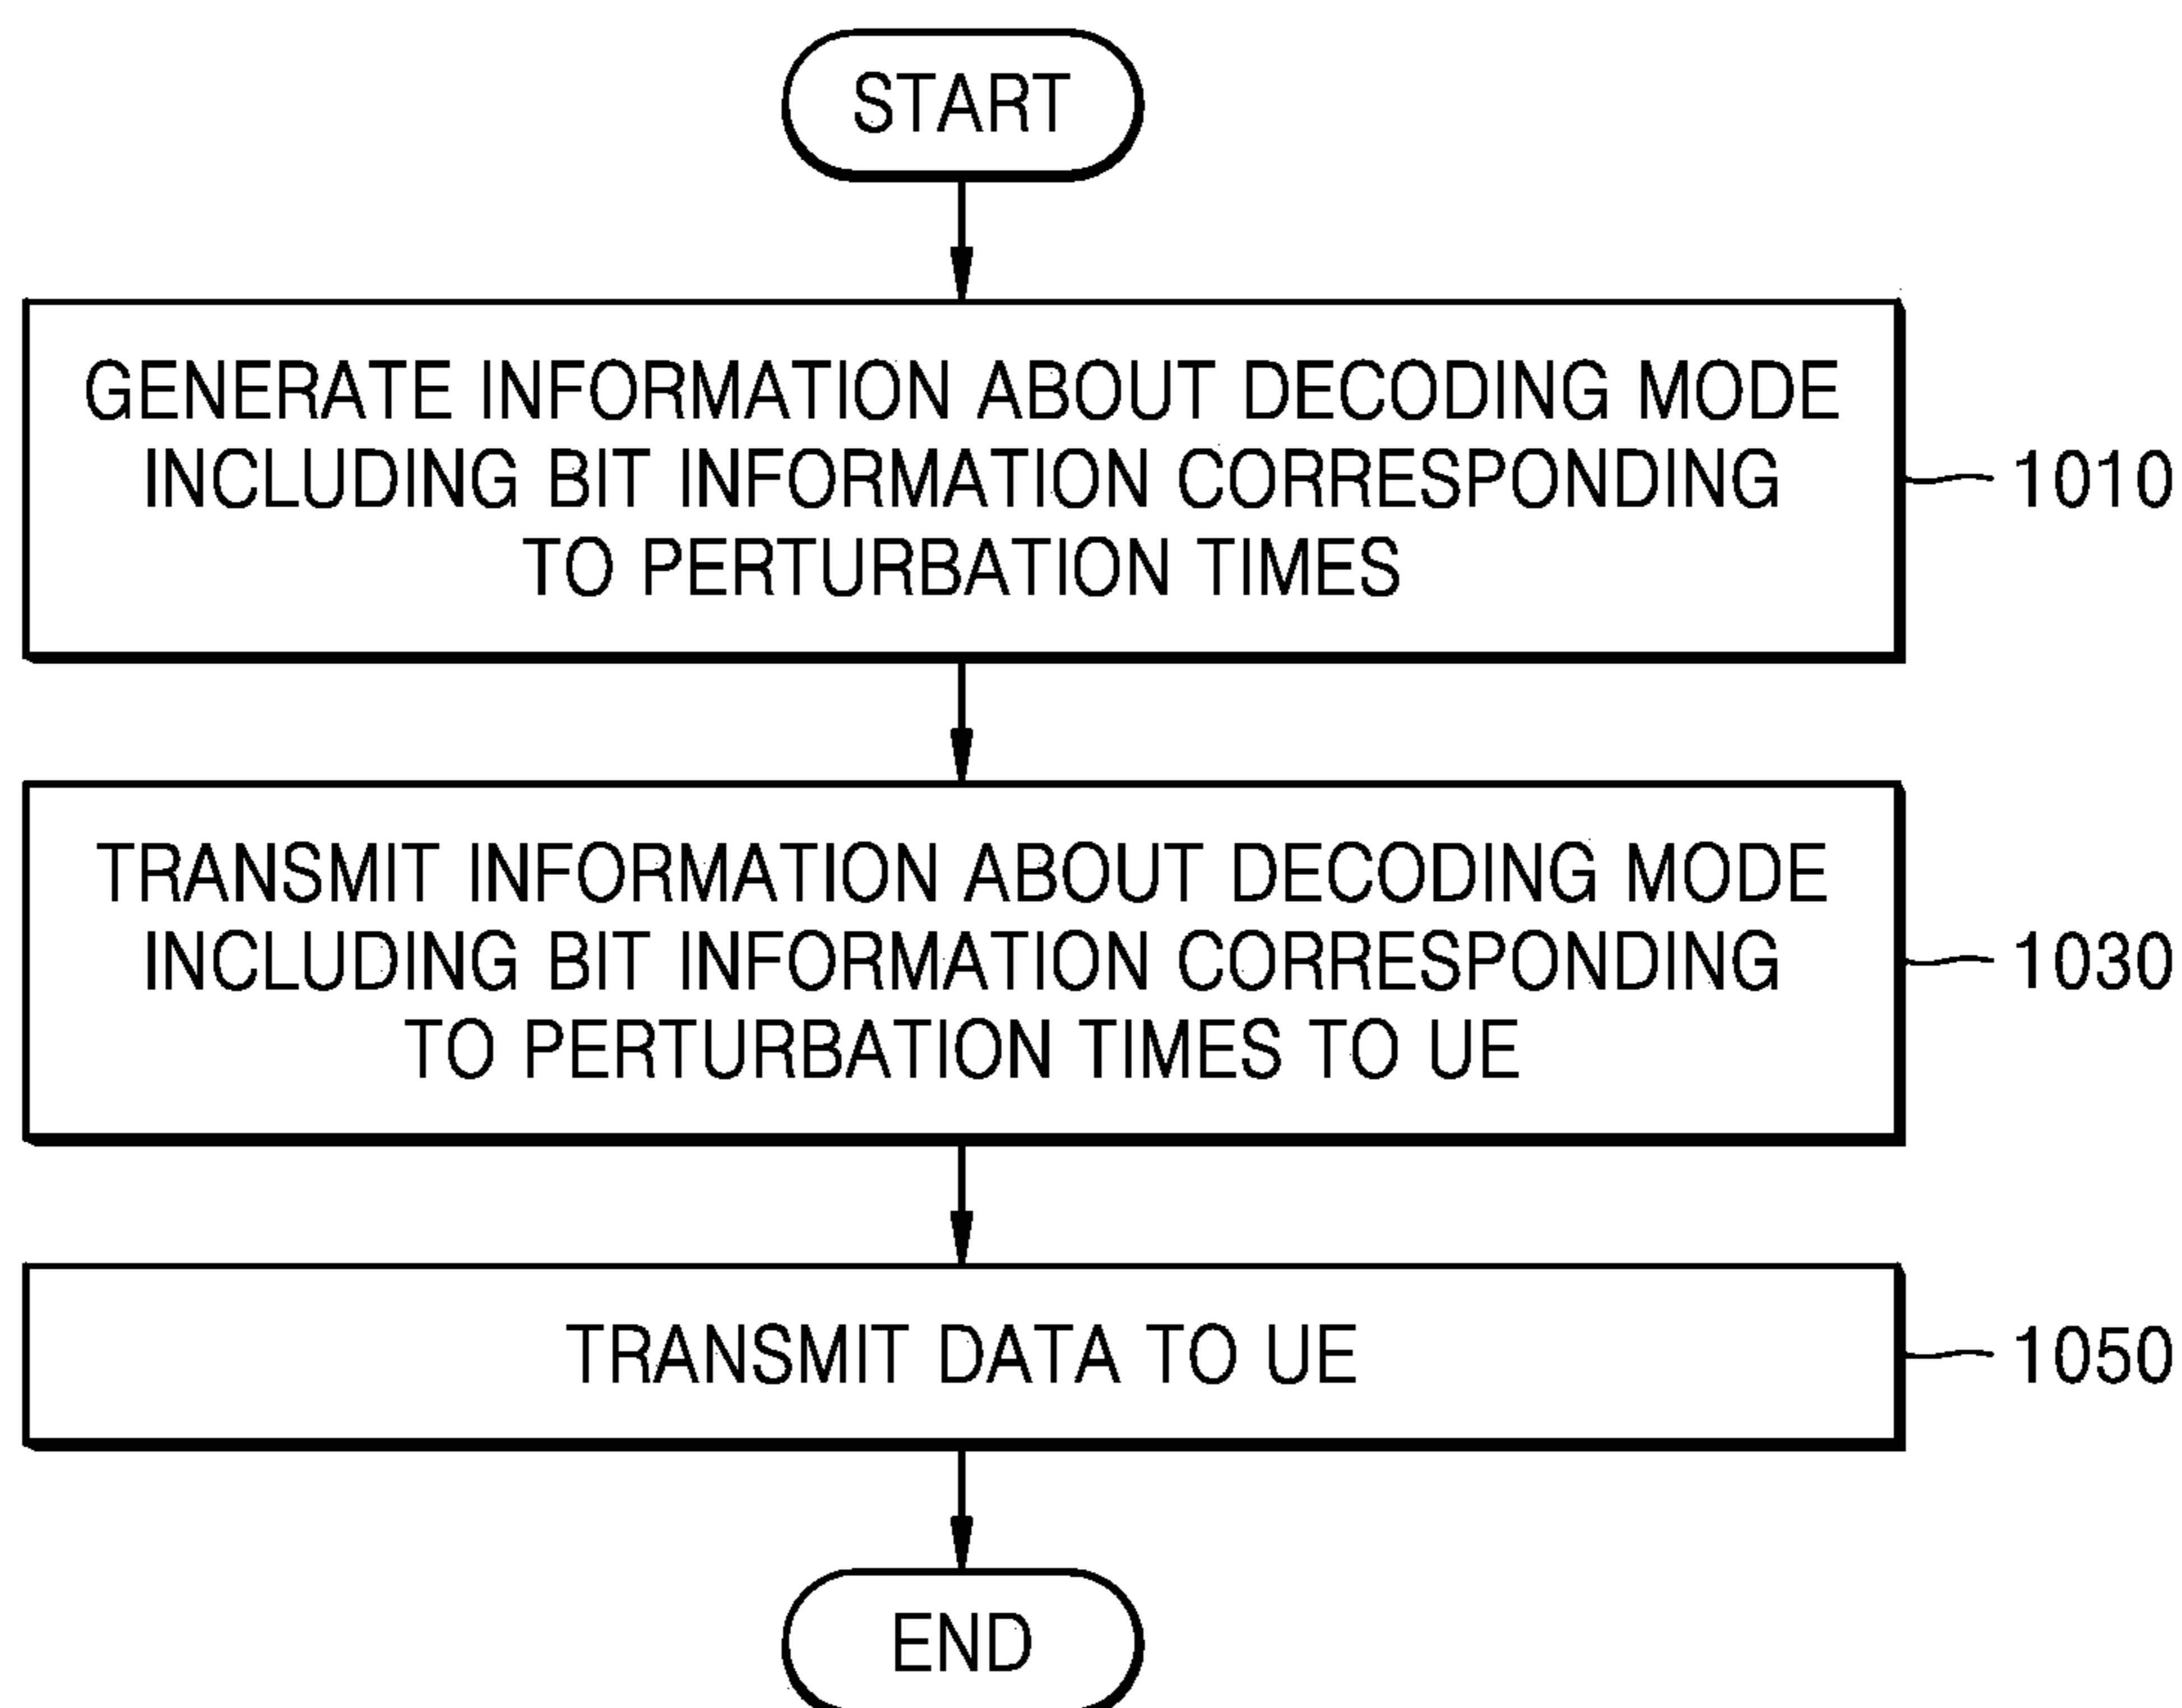 START
GENERATE INFORMATION ABOUT DECODING MODE
INCLUDING BIT INFORMATION CORRESPONDING
TO PERTURBATION TIMES
1010
TRANSMIT INFORMATION ABOUT DECODING MODE
INCLUDING BIT INFORMATION CORRESPONDING
TO PERTURBATION TIMES TO UE
1030
TRANSMIT DATA TO UE
1050
END